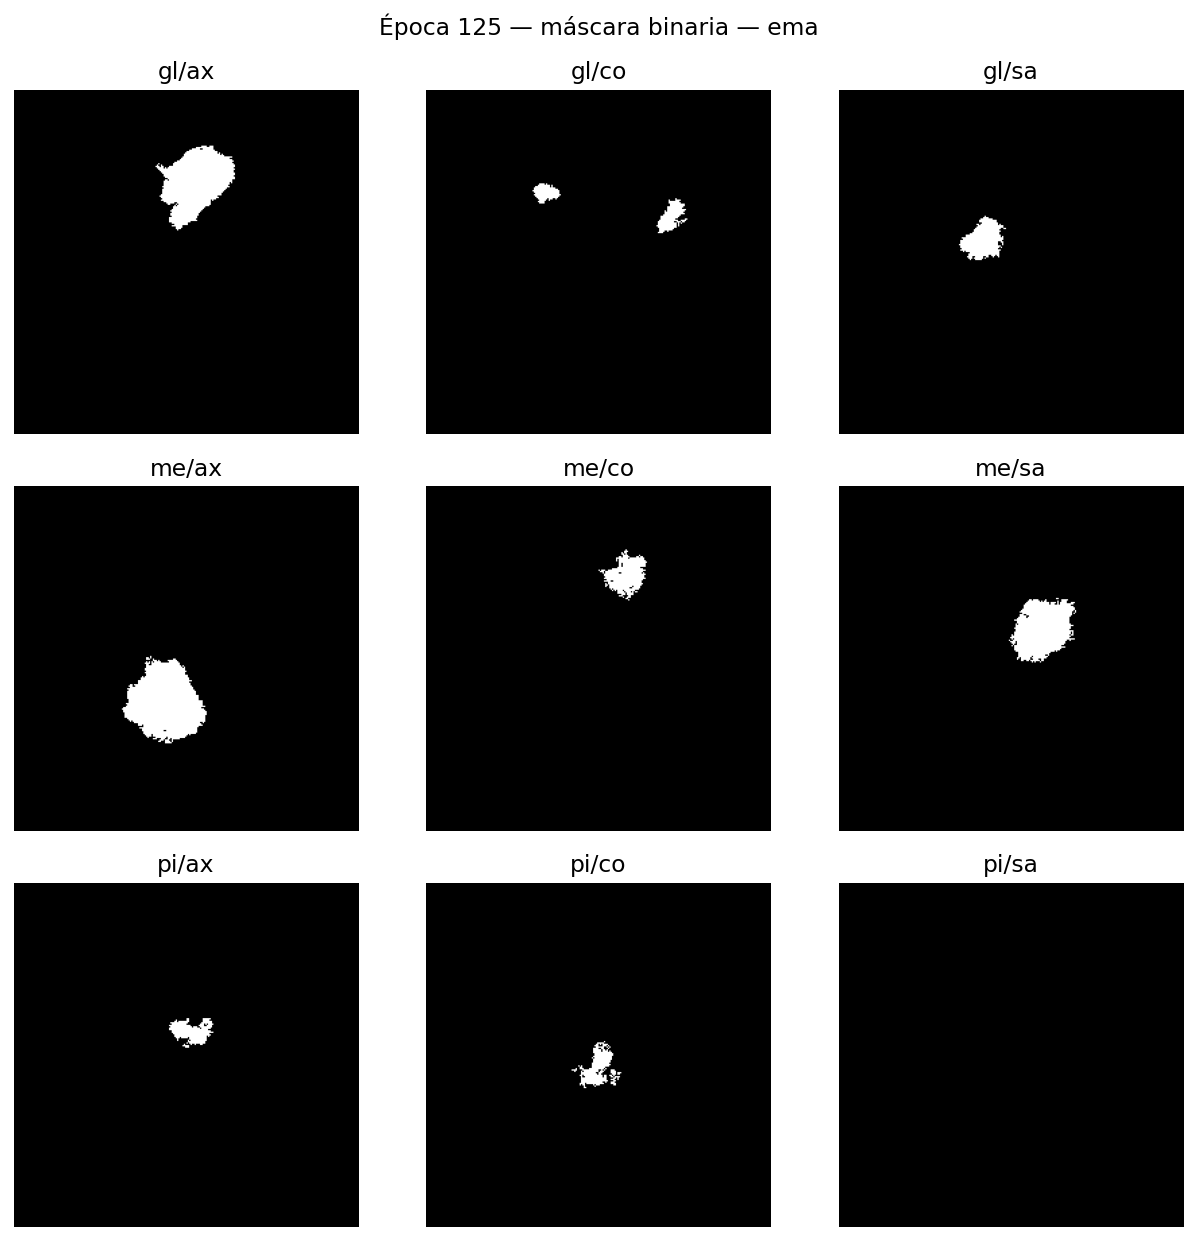 Época 125 — máscara binaria — ema
gl/ax
gl/co
gl/sa
me/ax
me/co
me/sa
pi/ax
pi/co
pi/sa